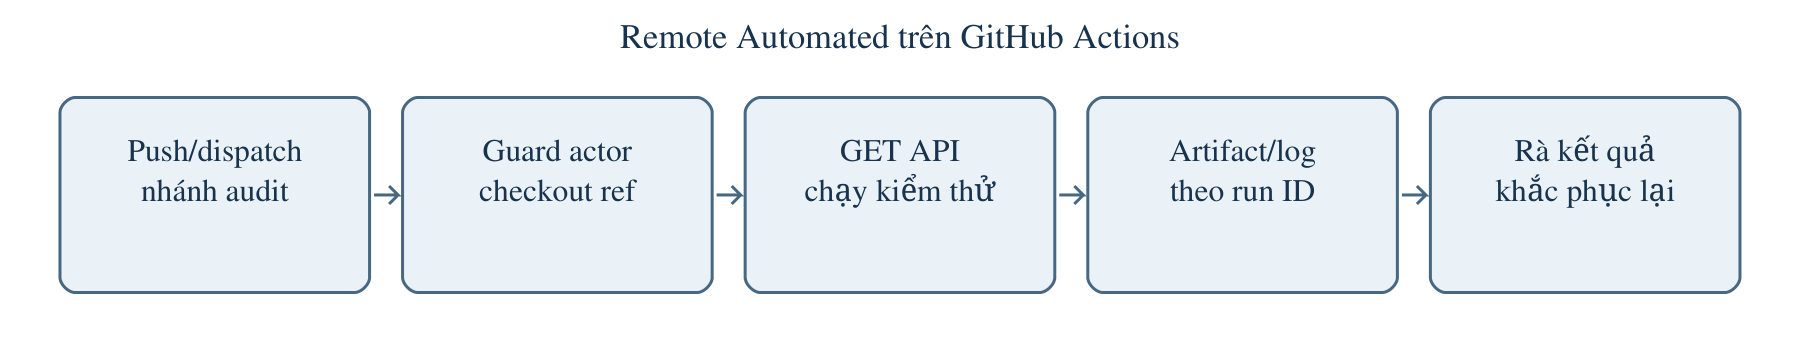 Remote Automated trên GitHub Actions
Push/dispatch
nhánh audit
Guard actor
checkout ref
GET API
chạy kiểm thử
Artifact/log
theo run ID
Rà kết quả
khắc phục lại